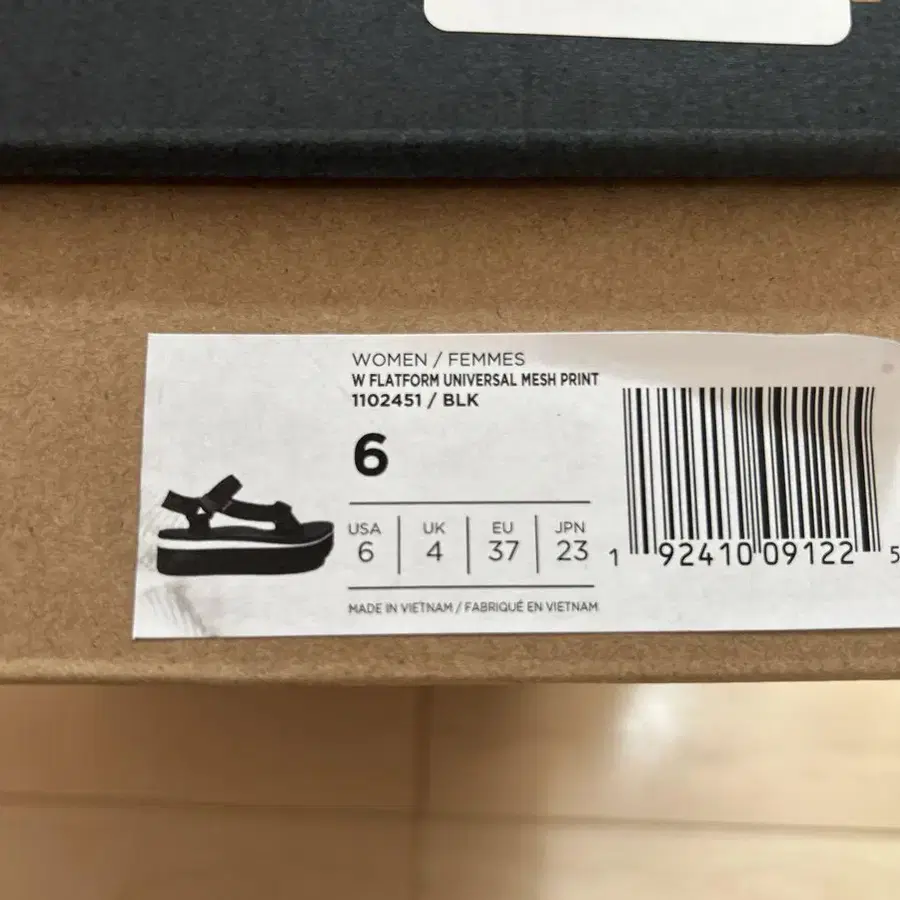 WOMEN / FEMMES
W FLATFORM UNIVERSAL MESH PRINT
1102451 / BLK
6
USA UK EU JPN
6 4 37 23
MADE IN VIETNAM / FABRIQUÉ EN VIETNAM
1 92410 09122 5